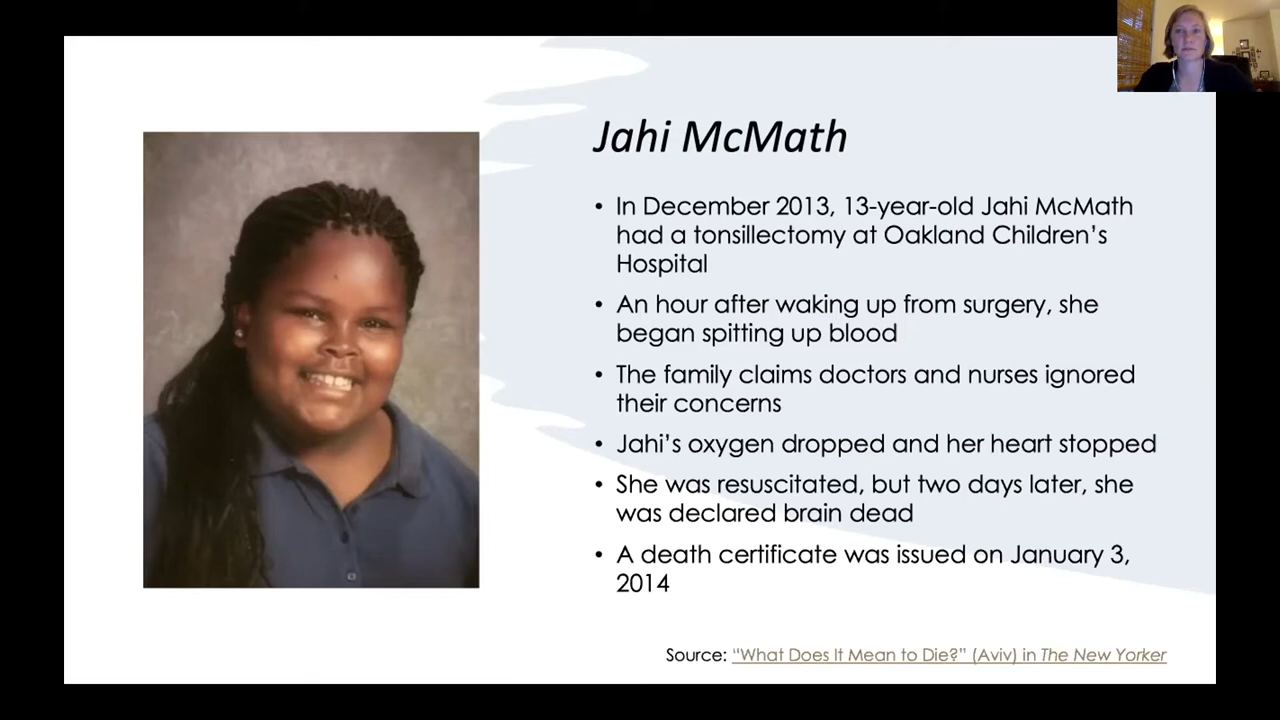 Jahi McMath
• In December 2013, 13-year-old Jahi McMath
had a tonsillectomy at Oakland Children's
Hospital
• An hour after waking up from surgery, she
began spitting up blood
• The family claims doctors and nurses ignored
their concerns
• Jahi's oxygen dropped and her heart stopped
• She was resuscitated, but two days later, she
was declared brain dead
• A death certificate was issued on January 3,
2014
Source: "What Does It Mean to Die?" (Aviv) in The New Yorker